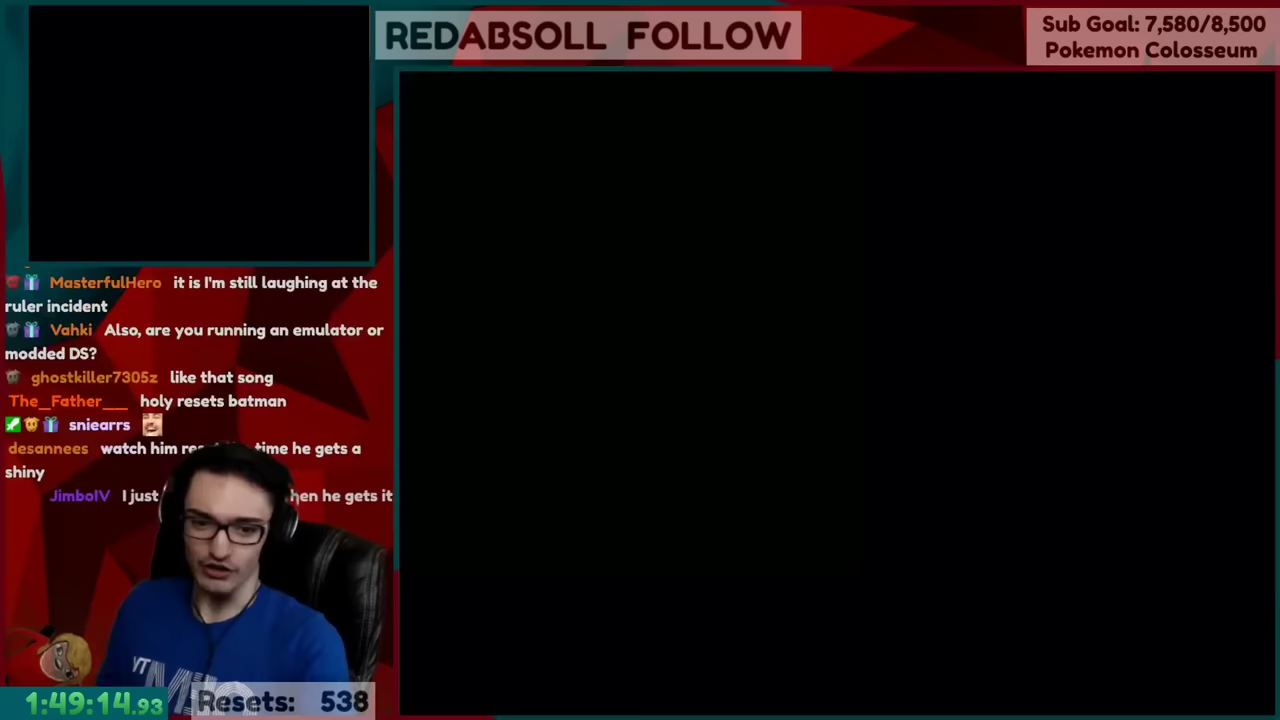 REDABSOLL FOLLOW
Sub Goal: 7,580/8,500
Pokemon Colosseum
MasterfulHero it is I'm still laughing at the
ruler incident
Vahki Also, are you running an emulator or
modded DS?
ghostkiller7305z like that song
The_Father___ holy resets batman
sniearrs
desannees watch him time he gets a
shiny
JimboIV I just he gets it
YT
1:49:14.93
Resets: 538